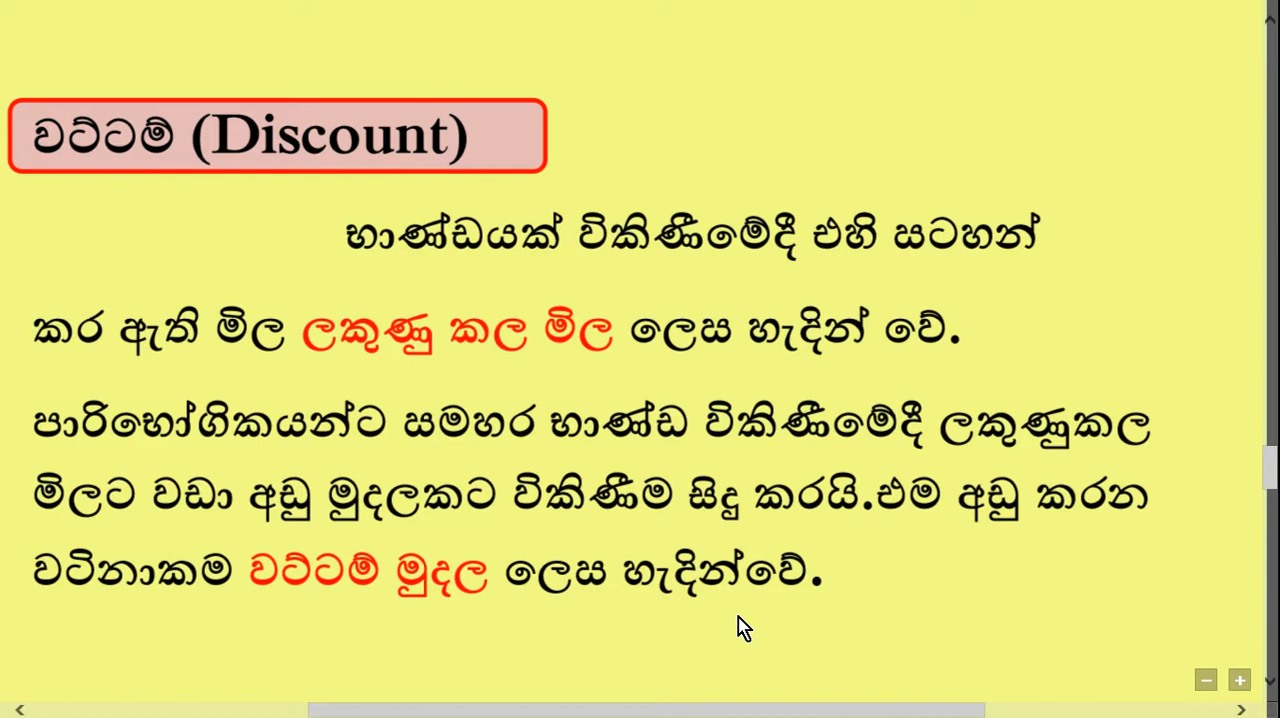 වට්ටම් (Discount)
භාණ්ඩයක් විකිණීමේදී එහි සටහන්
කර ඇති මිල ලකුණු කල මිල ලෙස හැදින් වේ.
පාරිභෝගිකයන්ට සමහර භාණ්ඩ විකිණීමේදී ලකුණුකල
මිලට වඩා අඩු මුදලකට විකිණීම සිදු කරයි.එම අඩු කරන
වටිනාකම වට්ටම් මුදල ලෙස හැදින්වේ.